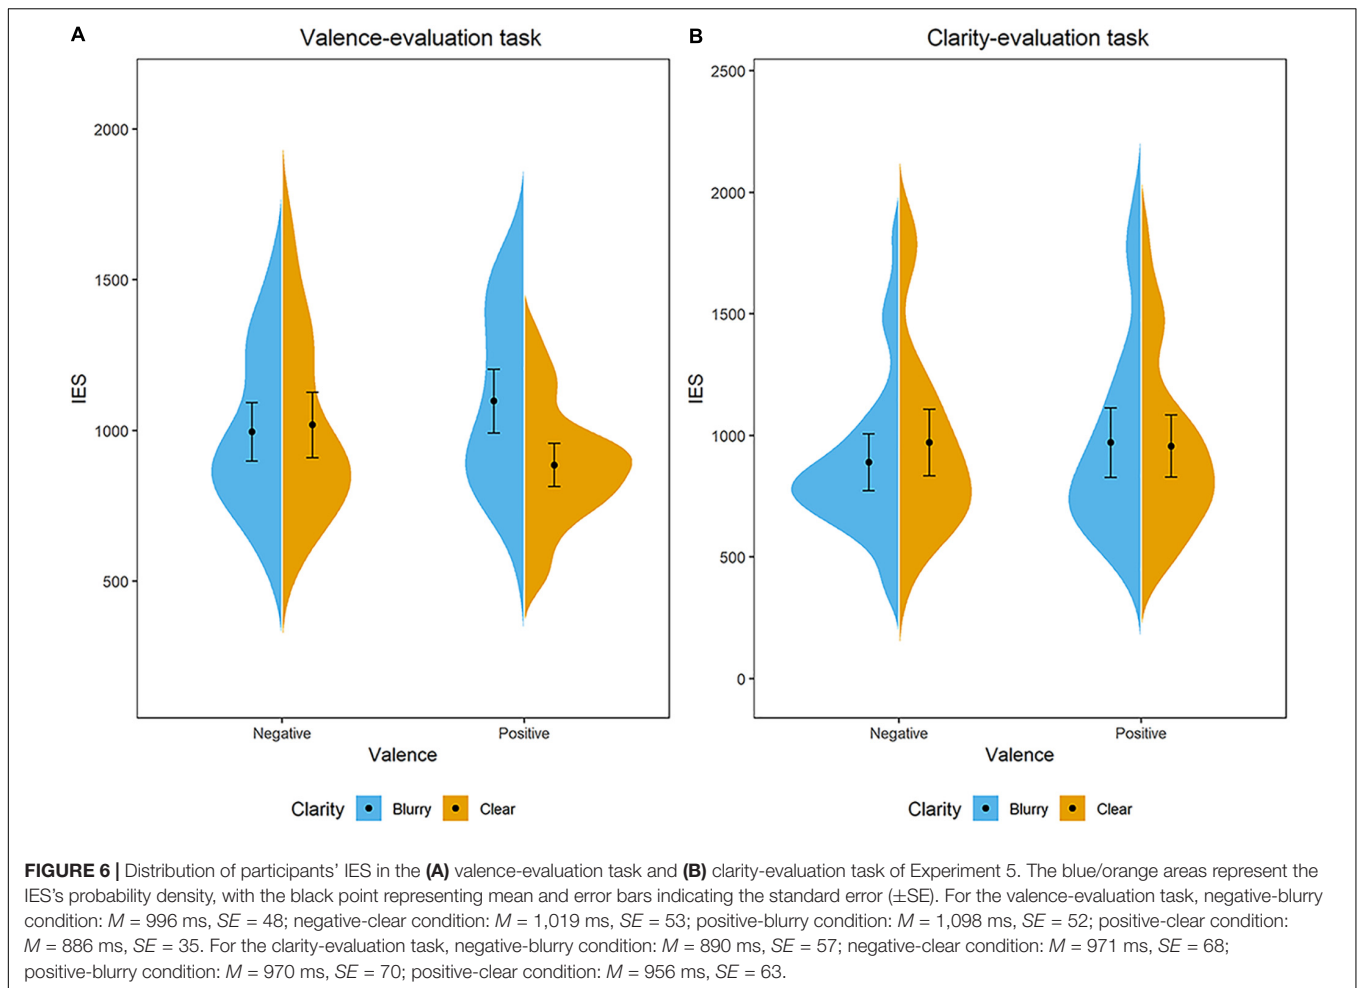 A
Valence-evaluation task
2000
1500
1000
500
IES
Negative
Positive
Valence
Clarity
Blurry
Clear
B
Clarity-evaluation task
2500
2000
1500
1000
500
0
IES
Negative
Positive
Valence
Clarity
Blurry
Clear
FIGURE 6 | Distribution of participants' IES in the (A) valence-evaluation task and (B) clarity-evaluation task of Experiment 5. The blue/orange areas represent the
IES's probability density, with the black point representing mean and error bars indicating the standard error (±SE). For the valence-evaluation task, negative-blurry
condition: M = 996 ms, SE = 48; negative-clear condition: M = 1,019 ms, SE = 53; positive-blurry condition: M = 1,098 ms, SE = 52; positive-clear condition:
M = 886 ms, SE = 35. For the clarity-evaluation task, negative-blurry condition: M = 890 ms, SE = 57; negative-clear condition: M = 971 ms, SE = 68;
positive-blurry condition: M = 970 ms, SE = 70; positive-clear condition: M = 956 ms, SE = 63.